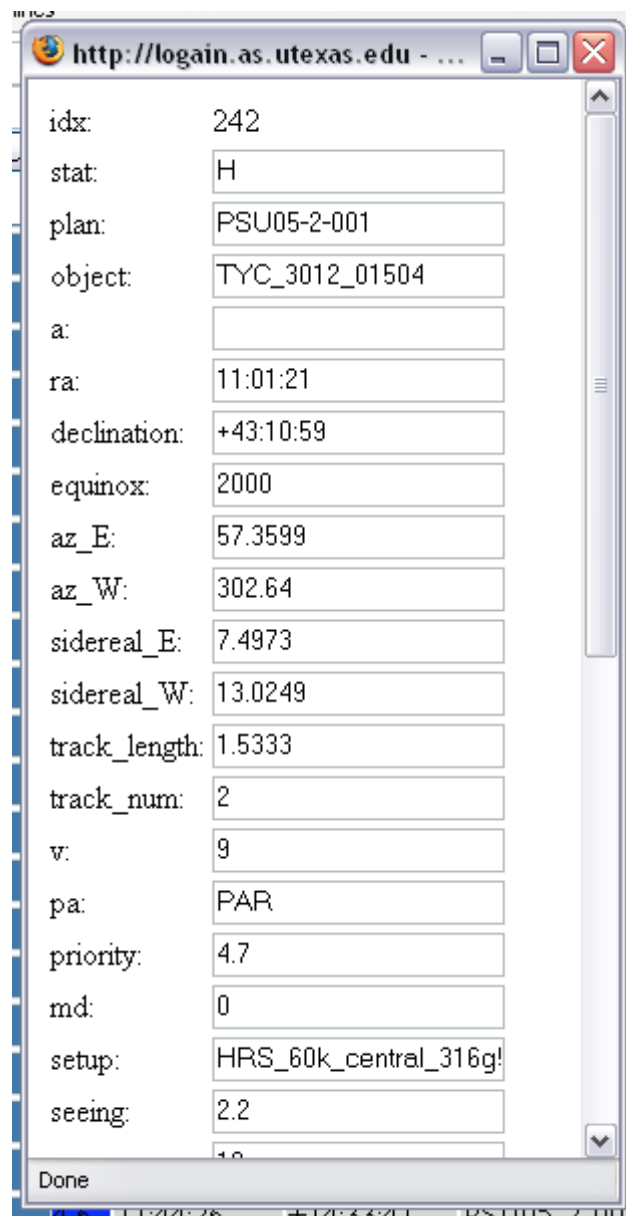 http://logain.as.utexas.edu - ...
idx: 242
stat: H
plan: PSU05-2-001
object: TYC_3012_01504
a:
ra: 11:01:21
declination: +43:10:59
equinox: 2000
az_E: 57.3599
az_W: 302.64
sidereal_E: 7.4973
sidereal_W: 13.0249
track_length: 1.5333
track_num: 2
v: 9
pa: PAR
priority: 4.7
md: 0
setup: HRS_60k_central_316g!
seeing: 2.2
Done